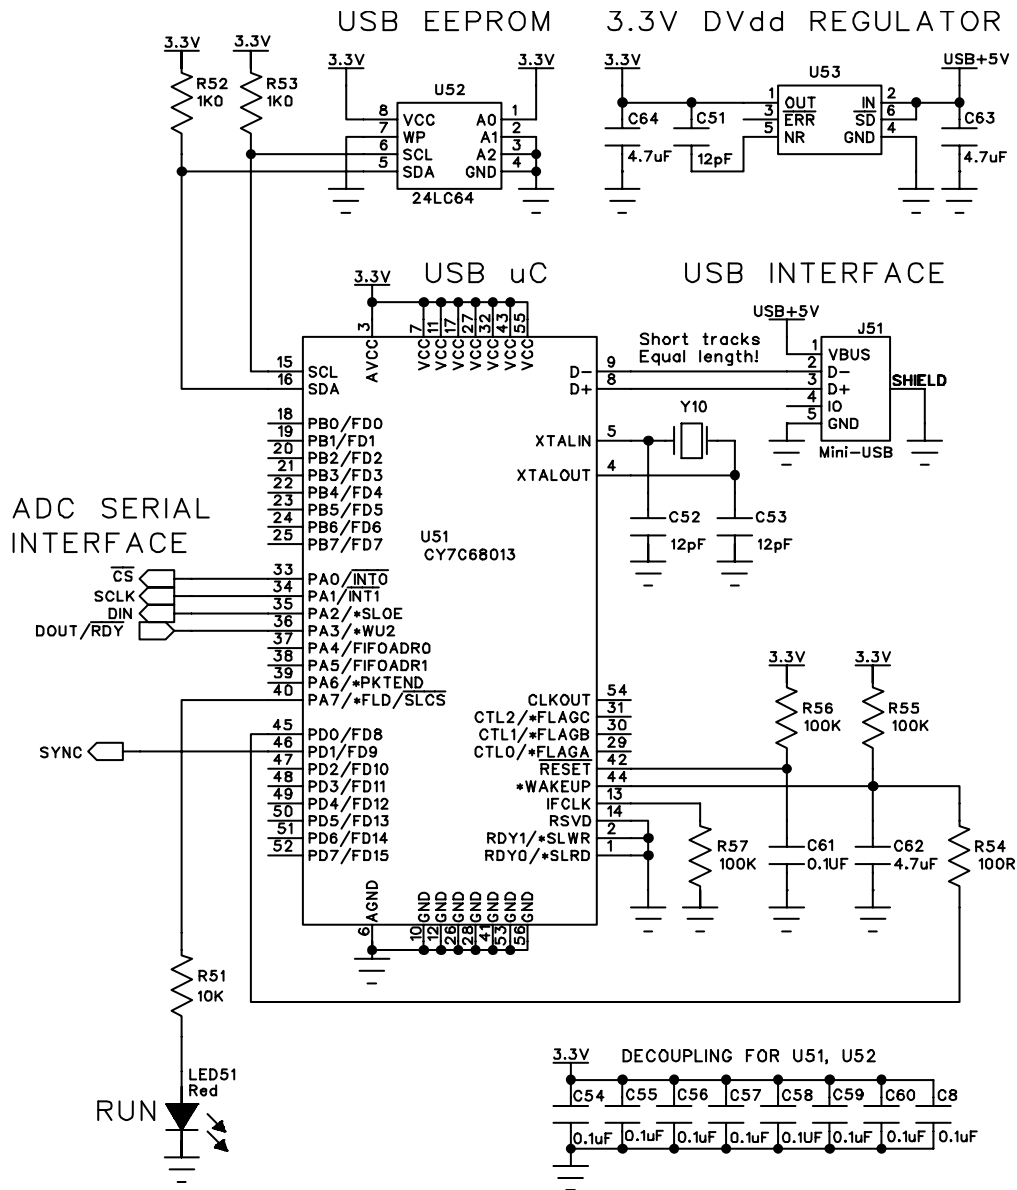 USB EEPROM
3.3V DVdd REGULATOR
3.3V
3.3V
R52
1K0
R53
1K0
3.3V
3.3V
U52
8 VCC
7 WP
6 SCL
5 SDA
A0 1
A1 2
A2 3
GND 4
24LC64
3.3V
USB+5V
U53
1 OUT
3 ERR
5 NR
IN 2
SD 6
GND 4
C64
4.7uF
C51
12pF
C63
4.7uF
USB uC
3.3V
3 AVCC
7 VCC
11 VCC
17 VCC
27 VCC
32 VCC
43 VCC
55 VCC
USB INTERFACE
USB+5V
J51
1 VBUS
2 D-
3 D+
4 IO
5 GND
SHIELD
Mini-USB
Short tracks
Equal length!
15 SCL
16 SDA
18 PB0/FD0
19 PB1/FD1
20 PB2/FD2
21 PB3/FD3
22 PB4/FD4
23 PB5/FD5
24 PB6/FD6
25 PB7/FD7
D- 9
D+ 8
XTALIN 5
XTALOUT 4
Y10
C52
12pF
C53
12pF
U51
CY7C68013
ADC SERIAL
INTERFACE
CS
SCLK
DIN
DOUT/RDY
33 PA0/INT0
34 PA1/INT1
35 PA2/*SLOE
36 PA3/*WU2
37 PA4/FIFOADR0
38 PA5/FIFOADR1
39 PA6/*PKTEND
40 PA7/*FLD/SLCS
SYNC
45 PD0/FD8
46 PD1/FD9
47 PD2/FD10
48 PD3/FD11
49 PD4/FD12
50 PD5/FD13
51 PD6/FD14
52 PD7/FD15
CLKOUT 54
CTL2/*FLAGC 31
CTL1/*FLAGB 30
CTL0/*FLAGA 29
RESET 42
*WAKEUP 44
IFCLK 13
RSVD 14
RDY1/*SLWR 2
RDY0/*SLRD 1
3.3V
3.3V
R56
100K
R55
100K
R57
100K
C61
0.1UF
C62
4.7uF
R54
100R
6 AGND
10 GND
12 GND
26 GND
28 GND
41 GND
53 GND
56 GND
R51
10K
LED51
Red
RUN
3.3V
DECOUPLING FOR U51, U52
C54
0.1uF
C55
0.1uF
C56
0.1uF
C57
0.1uF
C58
0.1UF
C59
0.1uF
C60
0.1uF
C8
0.1uF